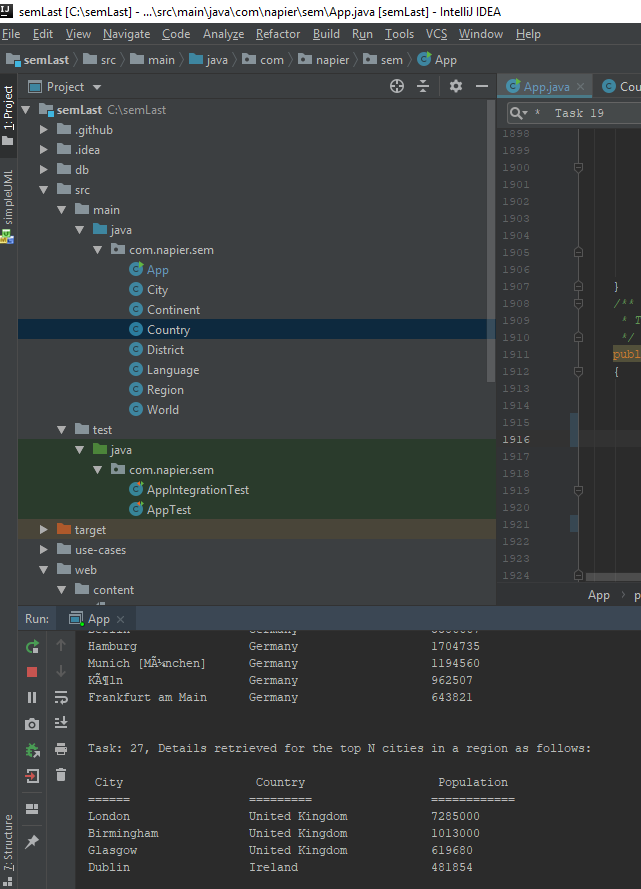 semLast [C:\semLast] - ...\src\main\java\com\napier\sem\App.java [semLast] - IntelliJ IDEA
File Edit View Navigate Code Analyze Refactor Build Run Tools VCS Window Help
semLast src main java com napier sem App
1: Project
simpleUML
7: Structure
Project
semLast C:\semLast
.github
.idea
db
src
main
java
com.napier.sem
App
City
Continent
Country
District
Language
Region
World
test
java
com.napier.sem
AppIntegrationTest
AppTest
target
use-cases
web
content
App.java Cou
* Task 19
1898
1899
1900
1901
1902
1903
1904
1905
1906
1907 }
1908 /**
1909 * T
1910 */
1911 publ
1912 {
1913
1914
1915
1916
1917
1918
1919
1920
1921
1922
1923
1924
App p
Run: App
Hamburg Germany 1704735
Munich [MÃ¼nchen] Germany 1194560
KÃ¶ln Germany 962507
Frankfurt am Main Germany 643821
Task: 27, Details retrieved for the top N cities in a region as follows:
City Country Population
====== ========= ============
London United Kingdom 7285000
Birmingham United Kingdom 1013000
Glasgow United Kingdom 619680
Dublin Ireland 481854